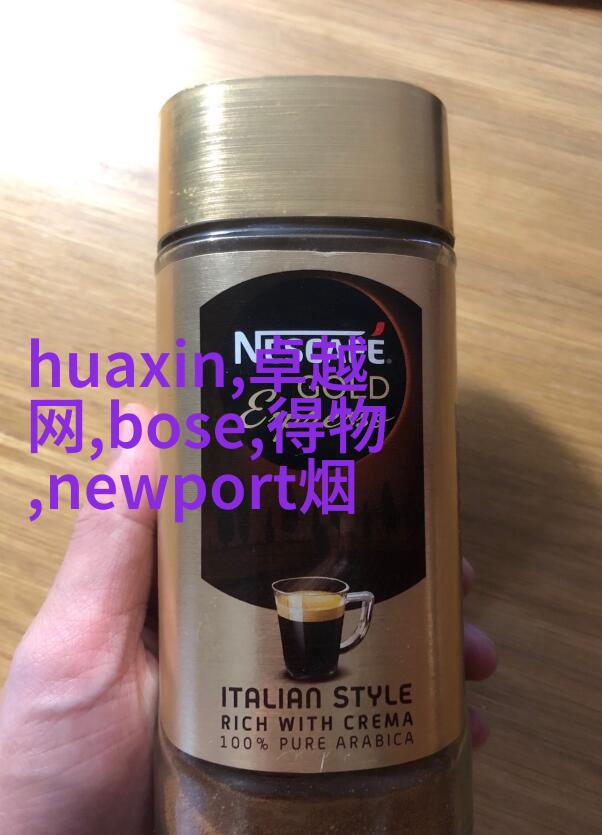 NESCAFÉ
GOLD
Espresso
huaxin,卓越
网,bose,得物
,newport烟
ITALIAN STYLE
RICH WITH CREMA
100% PURE ARABICA